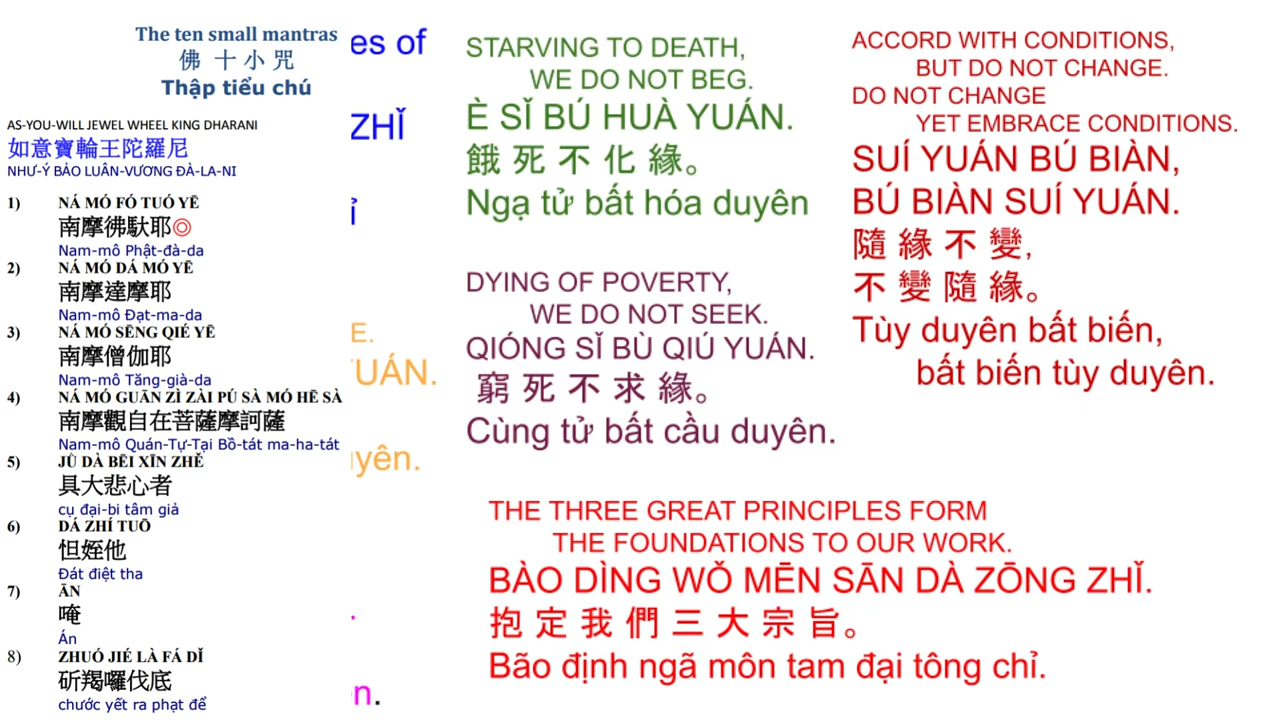 The ten small mantras
佛 十 小 咒
Thập tiểu chú
AS-YOU-WILL JEWEL WHEEL KING DHARANI
如意寶輪王陀羅尼
NHƯ-Ý BẢO LUÂN-VƯƠNG ĐÀ-LA-NI
1) NÁ MÓ FÓ TUÓ YĒ
南摩彿馱耶◎
Nam-mô Phật-đà-da
2) NÁ MÓ DÁ MÓ YĒ
南摩達摩耶
Nam-mô Đạt-ma-da
3) NÁ MÓ SĒNG QIÉ YĒ
南摩僧伽耶
Nam-mô Tăng-già-da
4) NÁ MÓ GUĀN ZÌ ZÀI PÚ SÀ MÓ HĒ SÀ
南摩觀自在菩薩摩訶薩
Nam-mô Quán-Tự-Tại Bồ-tát ma-ha-tát
5) JÛ DÀ BĒI XĪN ZHĚ
具大悲心者
cụ đại-bi tâm giả
6) DÁ ZHÍ TUŌ
怛姪他
Đát điệt tha
7) ĀN
唵
Án
8) ZHUÓ JIÉ LÀ FÁ DǏ
斫羯囉伐底
chước yết ra phạt để
es of
ZHǏ
ỉ
E.
YUÁN.
uyên.
.
ơn.
STARVING TO DEATH,
WE DO NOT BEG.
È SǏ BÚ HUÀ YUÁN.
餓 死 不 化 緣。
Ngạ tử bất hóa duyên
DYING OF POVERTY,
WE DO NOT SEEK.
QIÓNG SǏ BÙ QIÚ YUÁN.
窮 死 不 求 緣。
Cùng tử bất cầu duyên.
ACCORD WITH CONDITIONS,
BUT DO NOT CHANGE.
DO NOT CHANGE
YET EMBRACE CONDITIONS.
SUÍ YUÁN BÚ BIÀN,
BÚ BIÀN SUÍ YUÁN.
隨 緣 不 變,
不 變 隨 緣。
Tùy duyên bất biến,
bất biến tùy duyên.
THE THREE GREAT PRINCIPLES FORM
THE FOUNDATIONS TO OUR WORK.
BÀO DÌNG WǑ MĒN SĀN DÀ ZŌNG ZHǏ.
抱 定 我 們 三 大 宗 旨。
Bão định ngã môn tam đại tông chỉ.